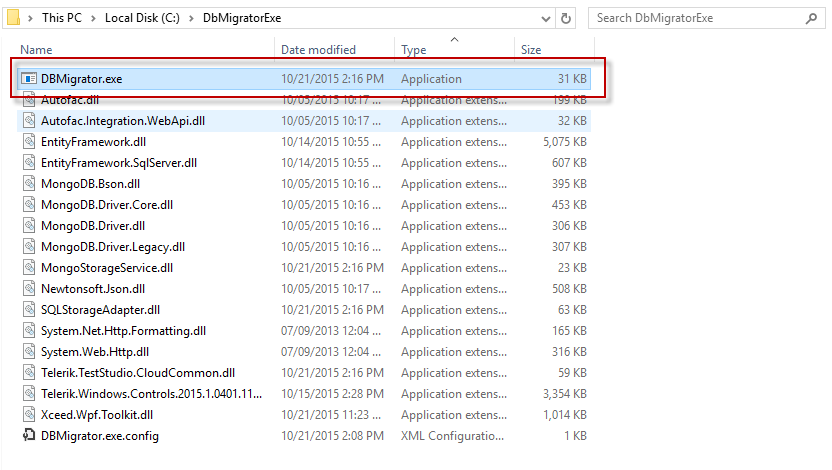 This PC > Local Disk (C:) > DbMigratorExe Search DbMigratorExe
Name Date modified Type Size
DBMigrator.exe 10/21/2015 2:16 PM Application 31 KB
Autofac.dll 10/05/2015 10:17 ... Application extens... 199 KB
Autofac.Integration.WebApi.dll 10/05/2015 10:17 ... Application extens... 32 KB
EntityFramework.dll 10/14/2015 10:55 ... Application extens... 5,075 KB
EntityFramework.SqlServer.dll 10/14/2015 10:55 ... Application extens... 607 KB
MongoDB.Bson.dll 10/05/2015 10:16 ... Application extens... 395 KB
MongoDB.Driver.Core.dll 10/05/2015 10:16 ... Application extens... 453 KB
MongoDB.Driver.dll 10/05/2015 10:16 ... Application extens... 306 KB
MongoDB.Driver.Legacy.dll 10/05/2015 10:16 ... Application extens... 307 KB
MongoStorageService.dll 10/21/2015 2:16 PM Application extens... 23 KB
Newtonsoft.Json.dll 10/05/2015 10:17 ... Application extens... 508 KB
SQLStorageAdapter.dll 10/21/2015 2:16 PM Application extens... 63 KB
System.Net.Http.Formatting.dll 07/09/2013 12:04 ... Application extens... 165 KB
System.Web.Http.dll 07/09/2013 12:04 ... Application extens... 316 KB
Telerik.TestStudio.CloudCommon.dll 10/21/2015 2:16 PM Application extens... 59 KB
Telerik.Windows.Controls.2015.1.0401.11... 10/15/2015 2:28 PM Application extens... 3,354 KB
Xceed.Wpf.Toolkit.dll 10/21/2015 11:23 ... Application extens... 1,014 KB
DBMigrator.exe.config 10/21/2015 2:08 PM XML Configuratio... 1 KB